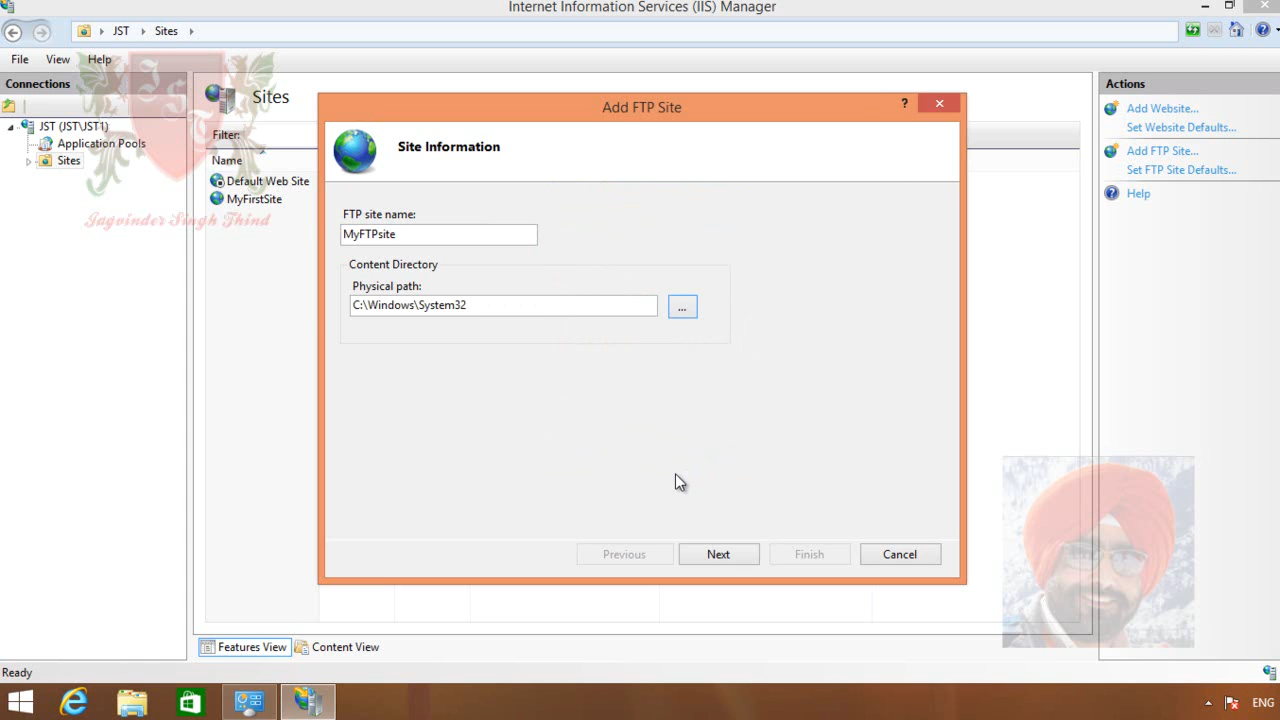 Internet Information Services (IIS) Manager
JST
Sites
File
View
Help
Connections
JST (JST\JST1)
Application Pools
Sites
J S T
Jagvinder Singh Thind
Sites
Filter:
Name
Default Web Site
MyFirstSite
Add FTP Site
?
Site Information
FTP site name:
MyFTPsite
Content Directory
Physical path:
C:\Windows\System32
...
Previous
Next
Finish
Cancel
Features View
Content View
Actions
Add Website...
Set Website Defaults...
Add FTP Site...
Set FTP Site Defaults...
Help
Ready
ENG